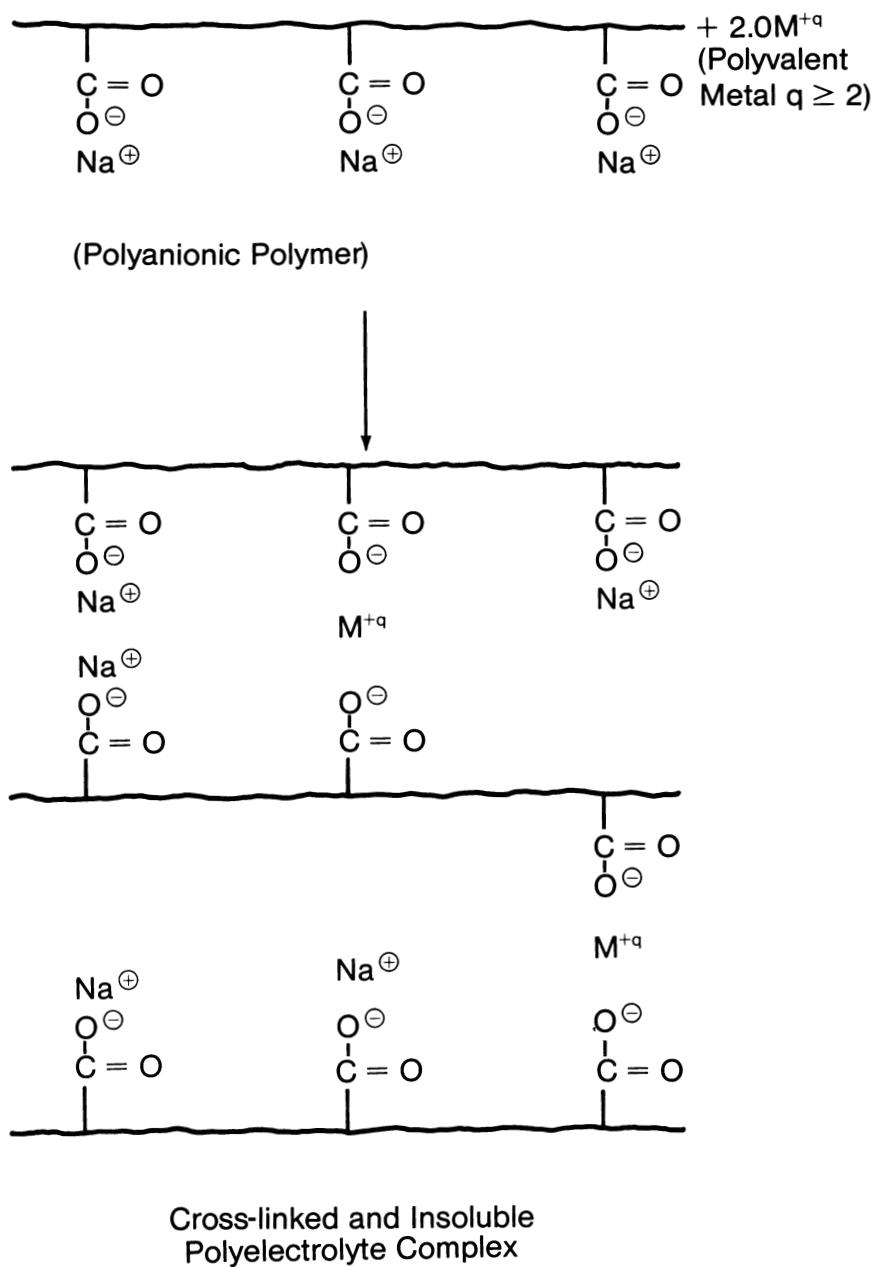 + 2.0M⁺q
(Polyvalent
Metal q ≥ 2)
C = O C = O C = O
O⊖ O⊖ O⊖
Na⊕ Na⊕ Na⊕
(Polyanionic Polymer)
C = O C = O C = O
O⊖ O⊖ O⊖
Na⊕ Na⊕
M⁺q
Na⊕
O⊖ O⊖
C = O C = O
C = O
O⊖
M⁺q
Na⊕ Na⊕
O⊖ O⊖ O⊖
C = O C = O C = O
Cross-linked and Insoluble
Polyelectrolyte Complex